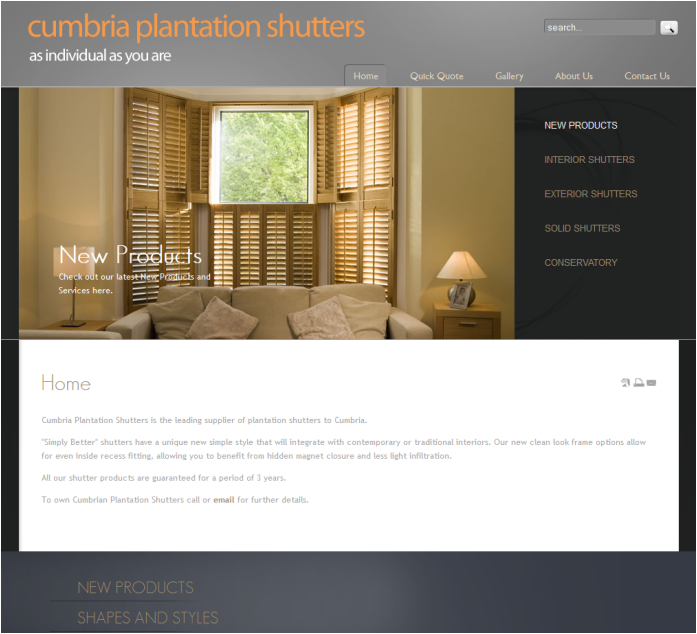 cumbria plantation shutters
as individual as you are
search...
Home
Quick Quote
Gallery
About Us
Contact Us
New Products
Check out our latest New Products and
Services here.
NEW PRODUCTS
INTERIOR SHUTTERS
EXTERIOR SHUTTERS
SOLID SHUTTERS
CONSERVATORY
Home
Cumbria Plantation Shutters is the leading supplier of plantation shutters to Cumbria.
"Simply Better" shutters have a unique new simple style that will integrate with contemporary or traditional interiors. Our new clean look frame options allow
for even inside recess fitting, allowing you to benefit from hidden magnet closure and less light infiltration.
All our shutter products are guaranteed for a period of 3 years.
To own Cumbrian Plantation Shutters call or email for further details.
NEW PRODUCTS
SHAPES AND STYLES